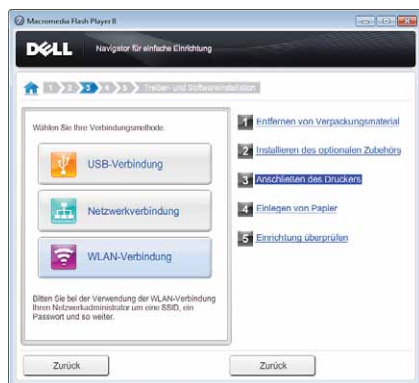 Macromedia Flash Player 8
DELL
Navigator für einfache Einrichtung
1 2 3 4 5 Treiber- und Softwareinstallation
Wählen Sie Ihre Verbindungsmethode.
USB-Verbindung
Netzwerkverbindung
WLAN-Verbindung
Bitten Sie bei der Verwendung der WLAN-Verbindung
Ihren Netzwerkadministrator um eine SSID, ein
Passwort und so weiter.
1 Entfernen von Verpackungsmaterial
2 Installieren des optionalen Zubehörs
3 Anschließen des Druckers
4 Einlegen von Papier
5 Einrichtung überprüfen
Zurück
Zurück